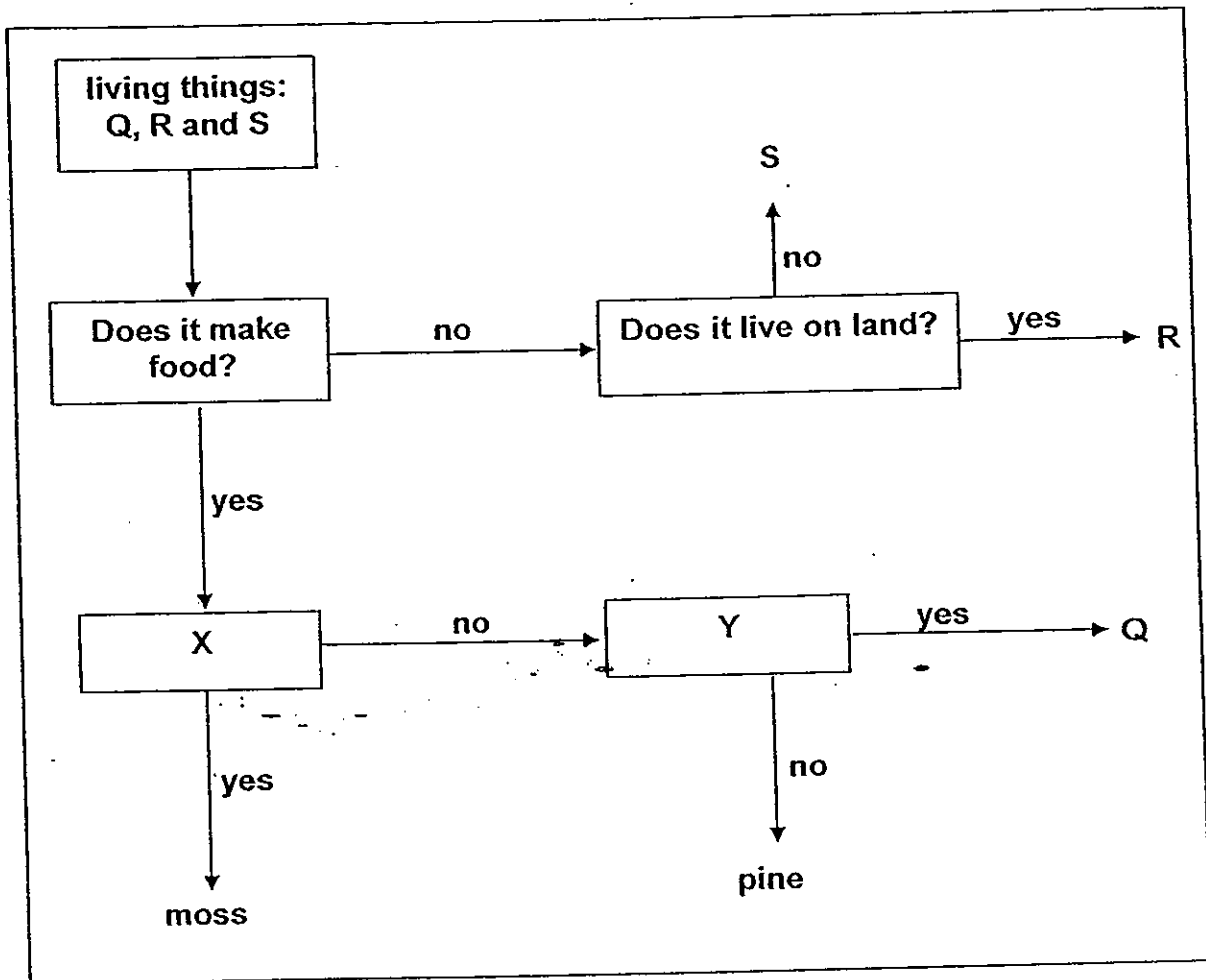 living things:
Q, R and S
S
no
Does it make
food?
no
Does it live on land?
yes
R
yes
X
no
Y
yes
Q
yes
no
moss
pine